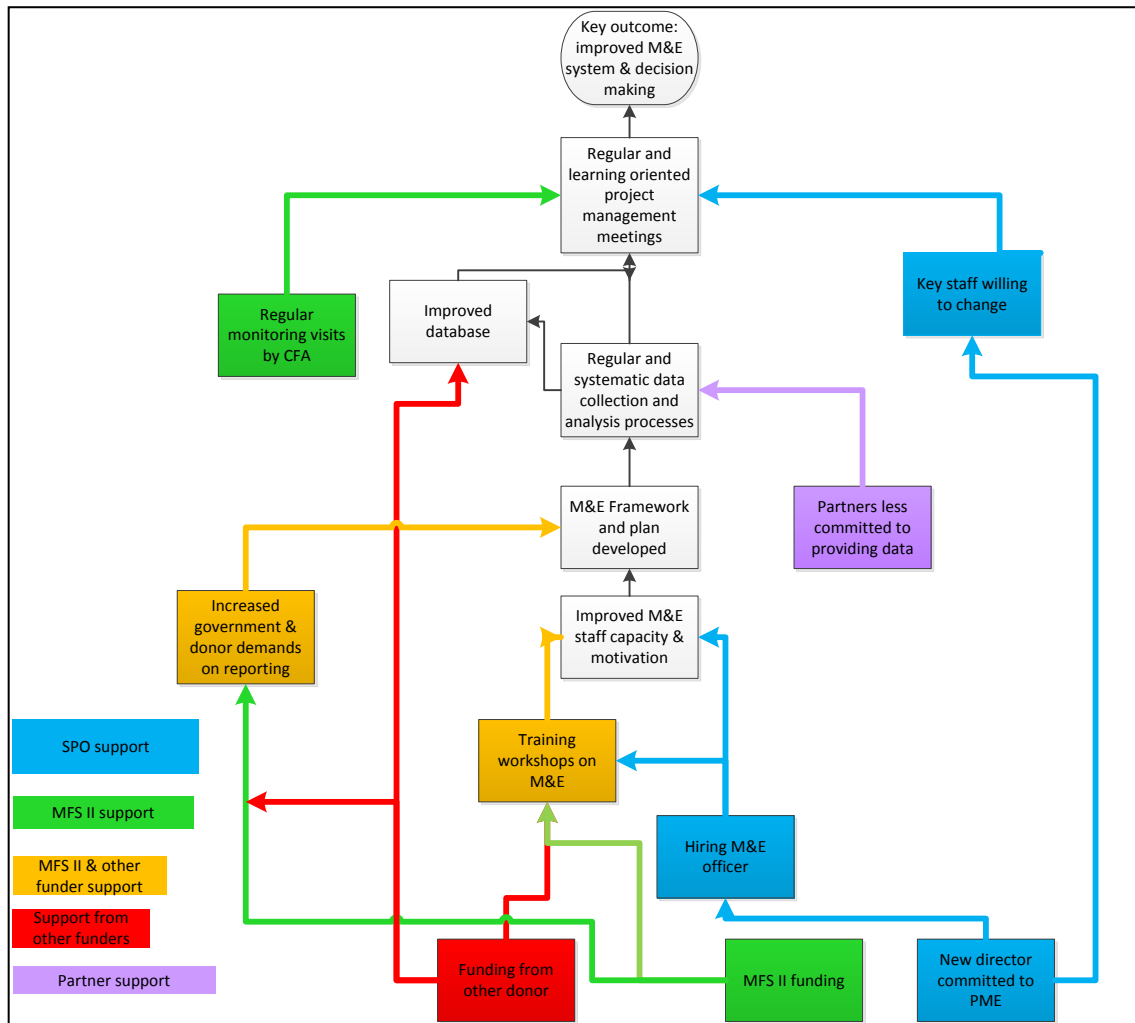 Key outcome:
improved M&E
system & decision
making
Regular and
learning oriented
project
management
meetings
Key staff willing
to change
Improved
database
Regular
monitoring visits
by CFA
Regular and
systematic data
collection and
analysis processes
M&E Framework
and plan
developed
Partners less
committed to
providing data
Increased
government &
donor demands
on reporting
Improved M&E
staff capacity &
motivation
SPO support
Training
workshops on
M&E
MFS II support
Hiring M&E
officer
MFS II & other
funder support
Support from
other funders
Partner support
Funding from
other donor
MFS II funding
New director
committed to
PME